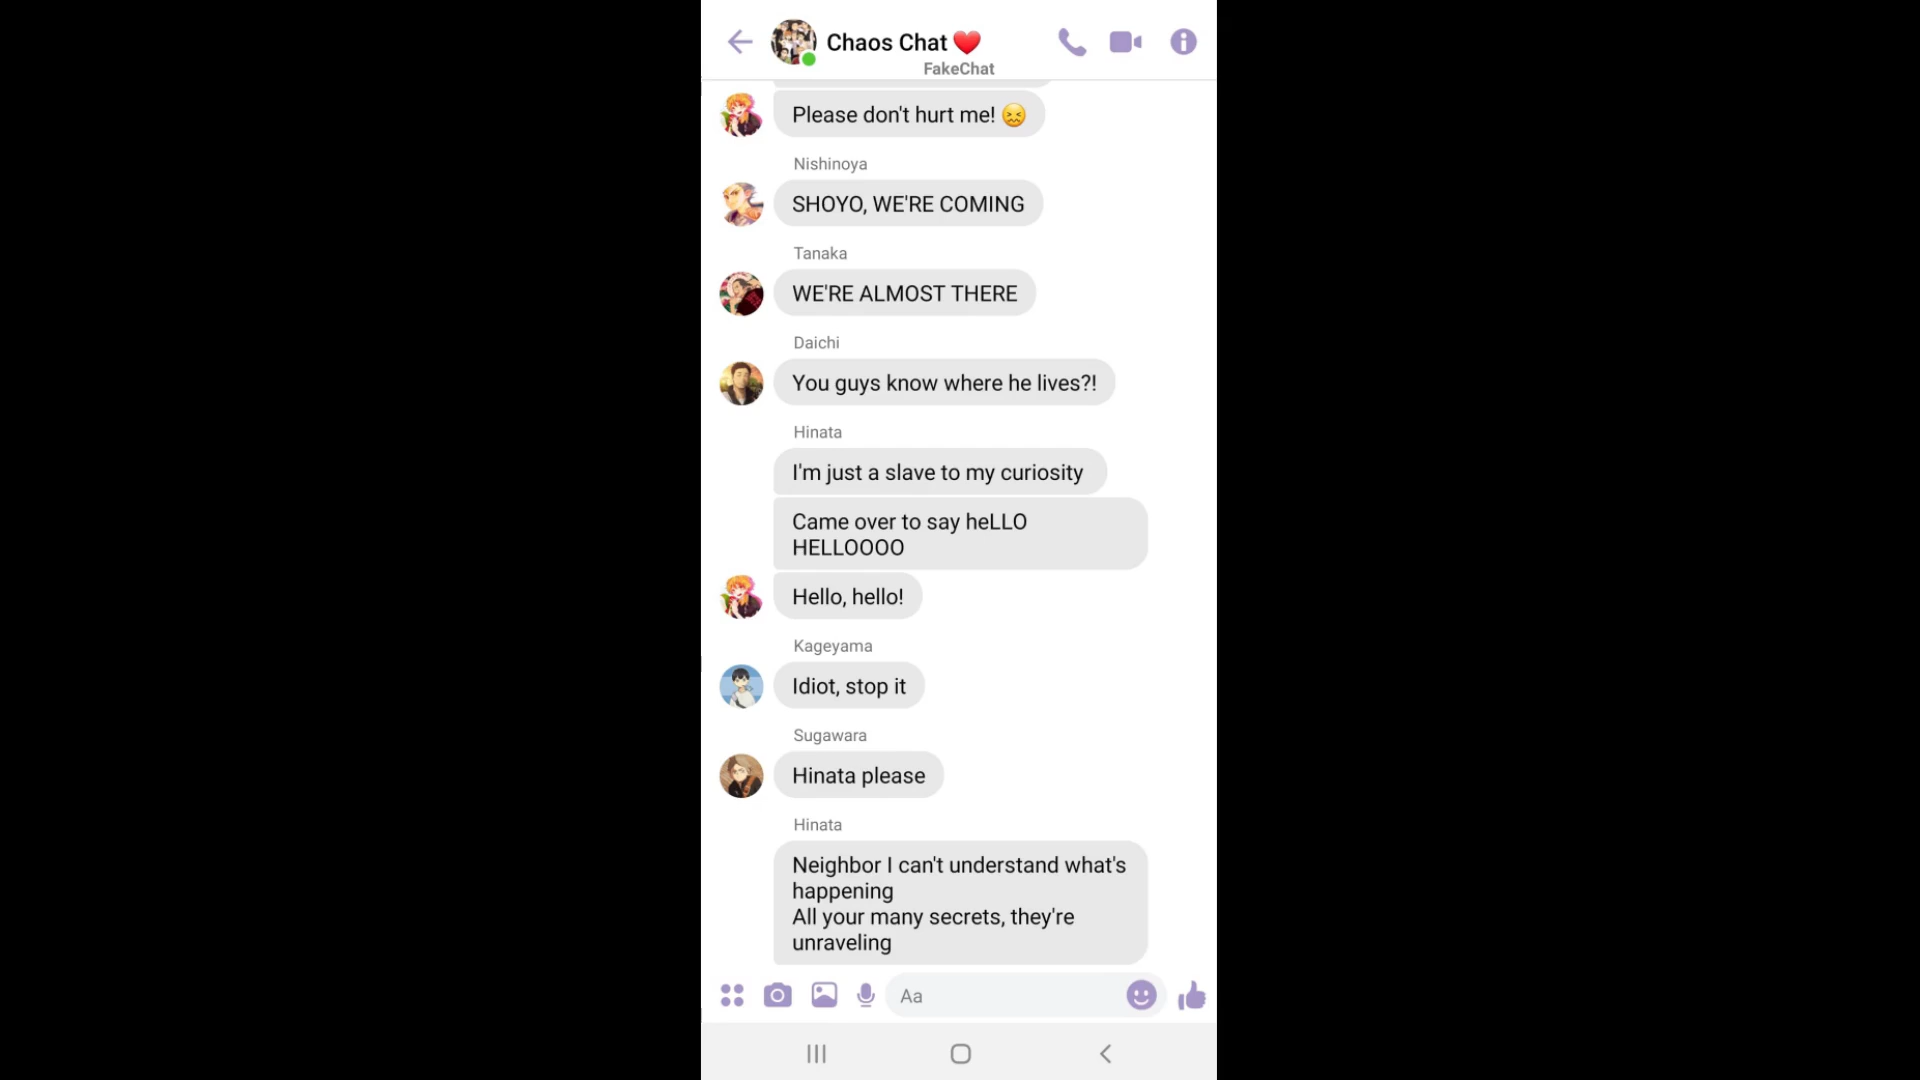 Chaos Chat ❤️
FakeChat
Please don't hurt me! 😖
Nishinoya
SHOYO, WE'RE COMING
Tanaka
WE'RE ALMOST THERE
Daichi
You guys know where he lives?!
Hinata
I'm just a slave to my curiosity
Came over to say heLLO
HELLOOOO
Hello, hello!
Kageyama
Idiot, stop it
Sugawara
Hinata please
Hinata
Neighbor I can't understand what's
happening
All your many secrets, they're
unraveling
Aa